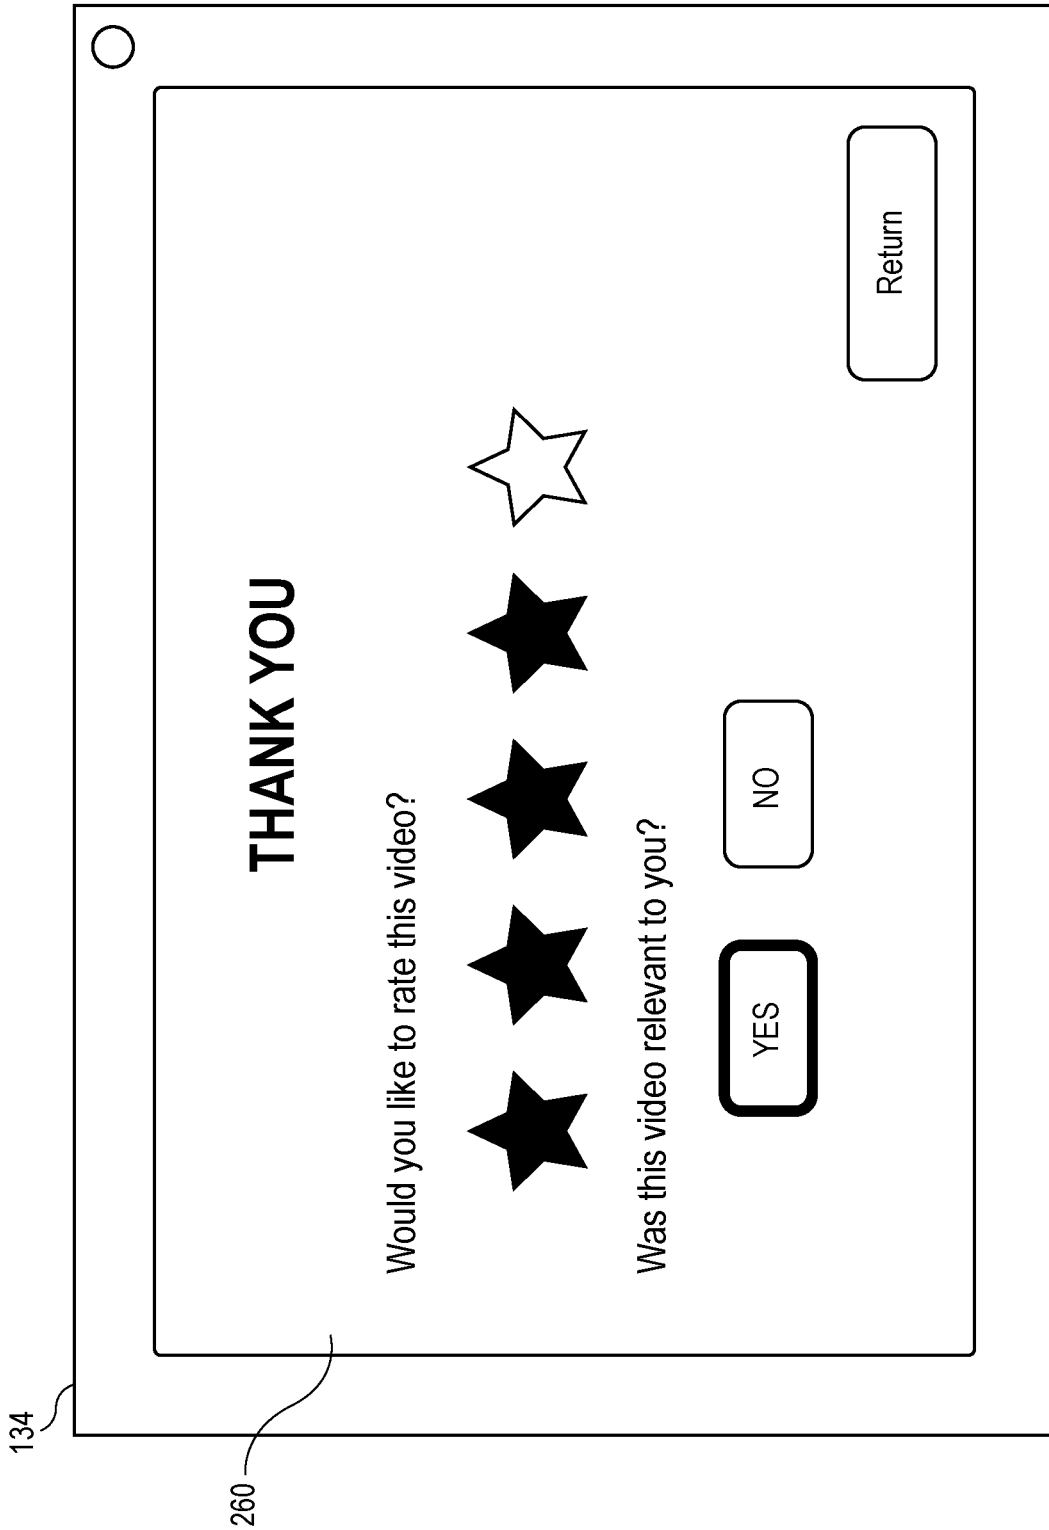 134
260
THANK YOU
Would you like to rate this video?
Was this video relevant to you?
YES
NO
Return